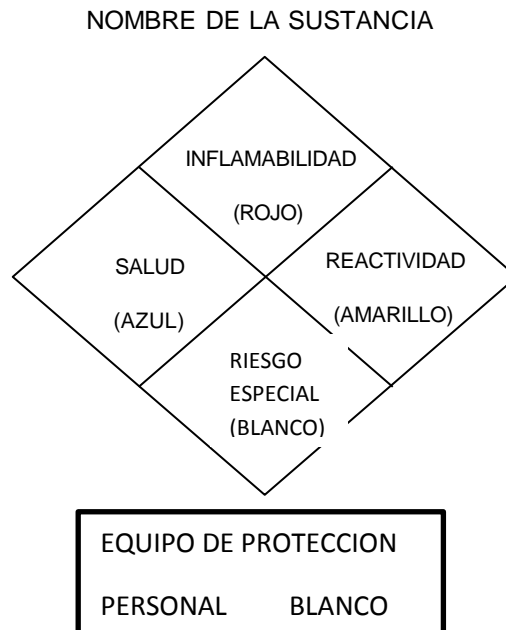 NOMBRE DE LA SUSTANCIA
INFLAMABILIDAD
(ROJO)
SALUD
(AZUL)
REACTIVIDAD
(AMARILLO)
RIESGO
ESPECIAL
(BLANCO)
EQUIPO DE PROTECCION
PERSONAL BLANCO